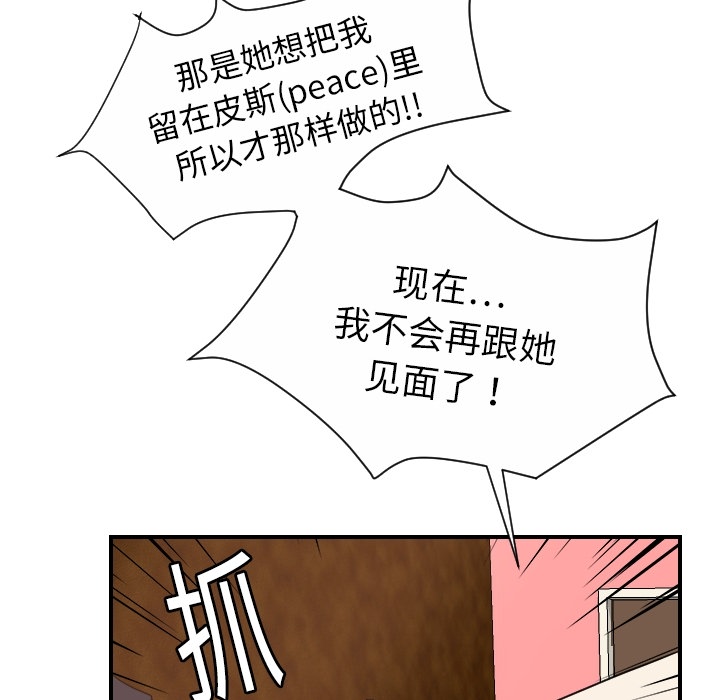 那是她想把我
留在皮斯(peace)里
所以才那样做的!!
现在...
我不会再跟她
见面了！
抓